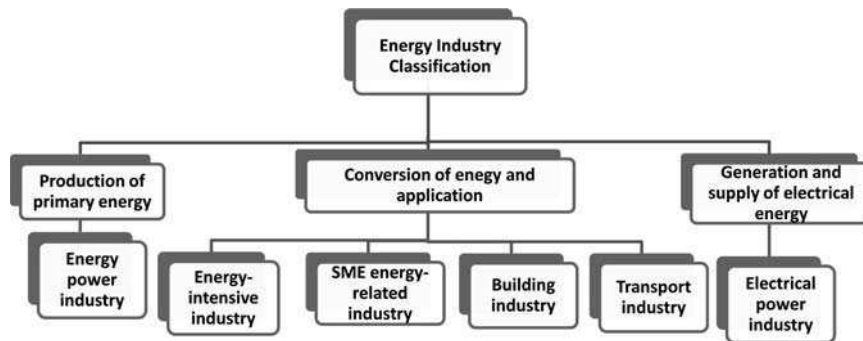 Energy Industry
Classification
Production of
primary energy
Conversion of enegy and
application
Generation and
supply of electrical
energy
Energy
power
industry
Energy-
intensive industry
SME energy-
related
industry
Building
industry
Transport
industry
Electrical
power
industry